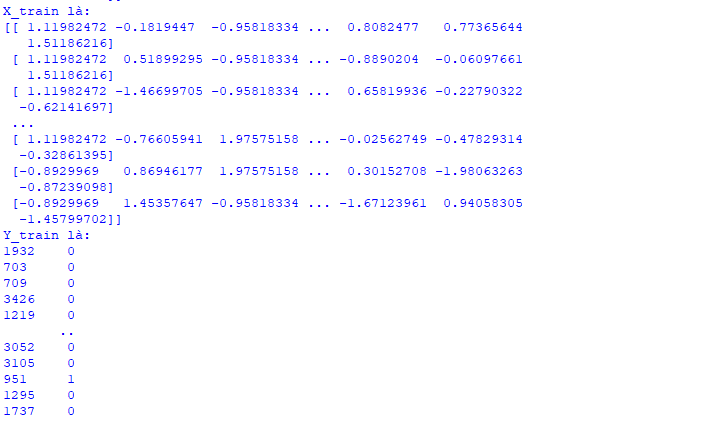 X_train là:
[[ 1.11982472 -0.1819447  -0.95818334 ...  0.8082477   0.77365644
   1.51186216]
 [ 1.11982472  0.51899295 -0.95818334 ... -0.8890204  -0.06097661
   1.51186216]
 [ 1.11982472 -1.46699705 -0.95818334 ...  0.65819936 -0.22790322
  -0.62141697]
 ...
 [ 1.11982472 -0.76605941  1.97575158 ... -0.02562749 -0.47829314
  -0.32861395]
 [-0.8929969   0.86946177  1.97575158 ...  0.30152708 -1.98063263
  -0.87239098]
 [-0.8929969   1.45357647 -0.95818334 ... -1.67123961  0.94058305
  -1.45799702]]
Y_train là:
1932    0
703     0
709     0
3426    0
1219    0
       ..
3052    0
3105    0
951     1
1295    0
1737    0